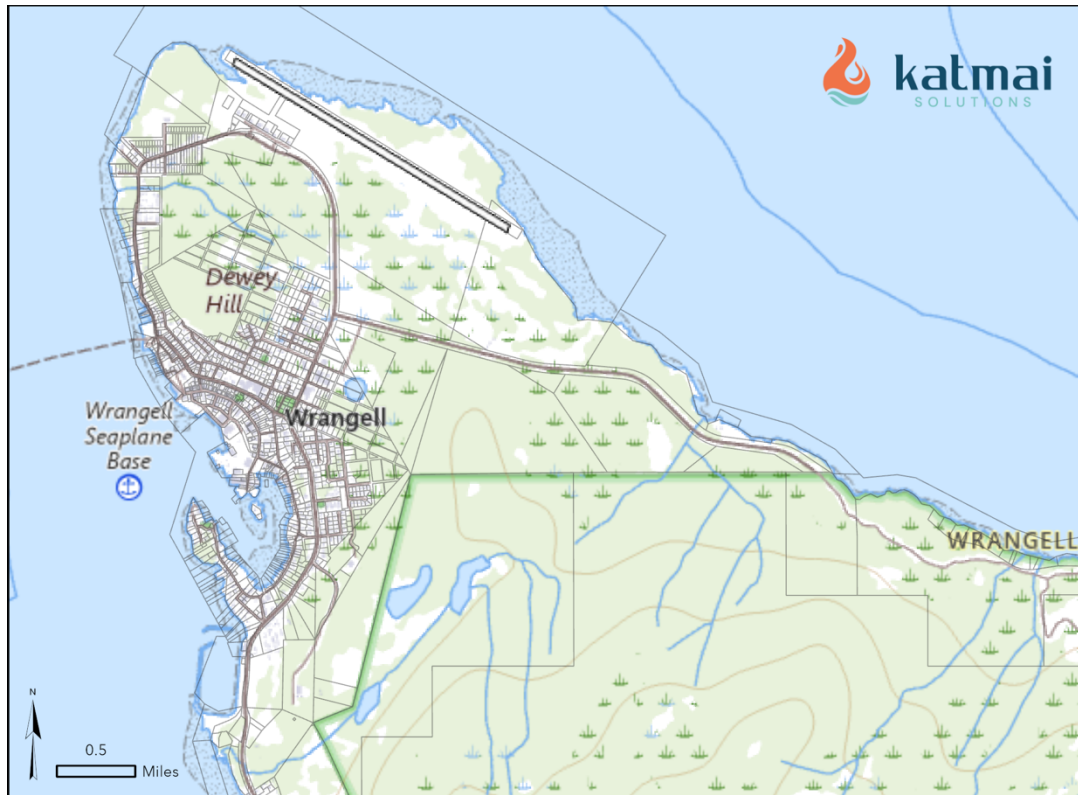 katmai
SOLUTIONS
Dewey
Hill
Wrangell
Wrangell
Seaplane
Base
WRANGELL
N
0.5
Miles